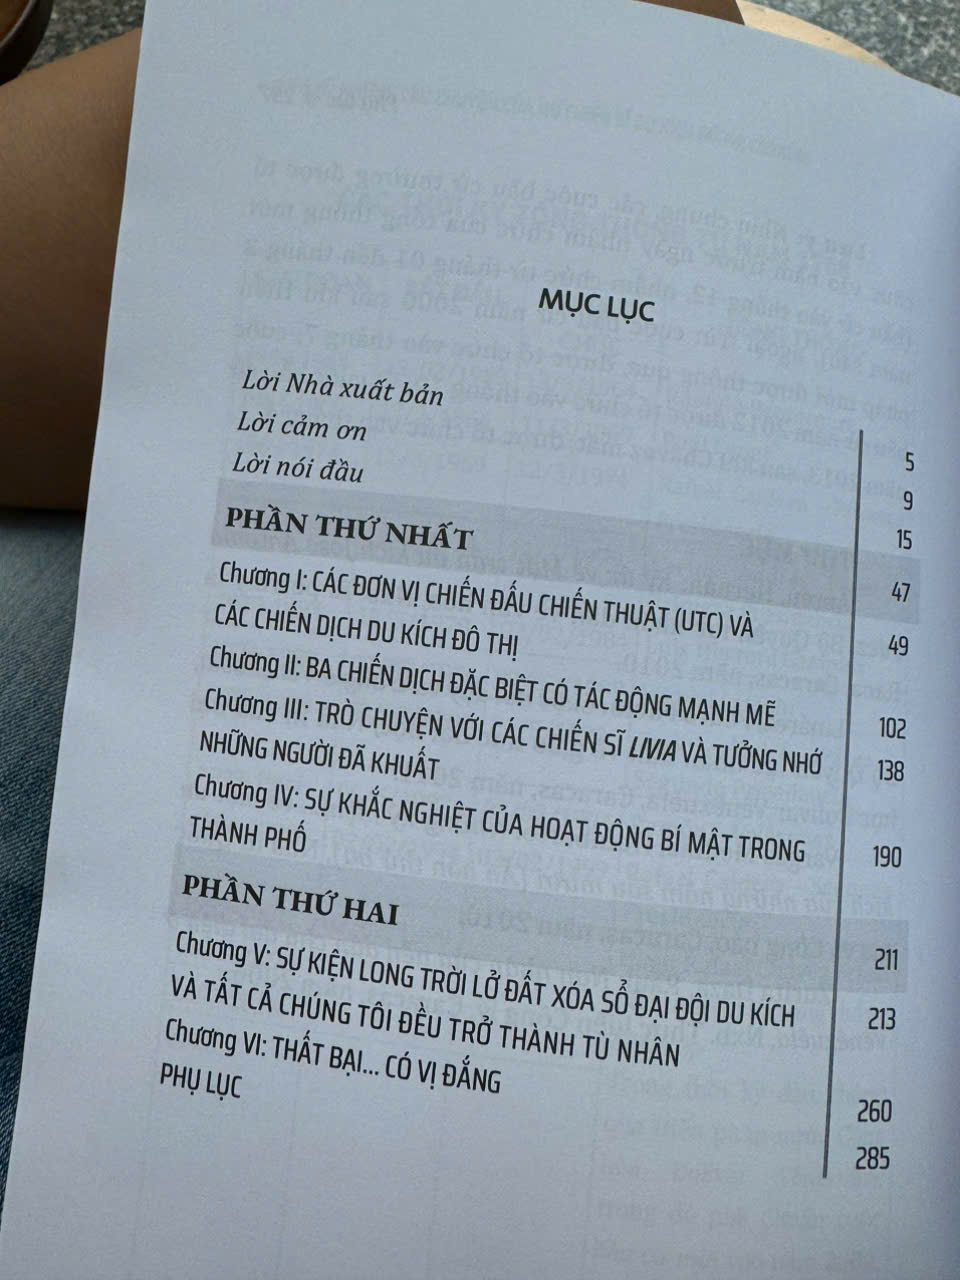 MỤC LỤC
Lời Nhà xuất bản 5
Lời cảm ơn 9
Lời nói đầu 15
PHẦN THỨ NHẤT 47
Chương I: CÁC ĐƠN VỊ CHIẾN ĐẤU CHIẾN THUẬT (UTC) VÀ 49
CÁC CHIẾN DỊCH DU KÍCH ĐÔ THỊ
Chương II: BA CHIẾN DỊCH ĐẶC BIỆT CÓ TÁC ĐỘNG MẠNH MẼ 102
Chương III: TRÒ CHUYỆN VỚI CÁC CHIẾN SĨ LIVIA VÀ TƯỞNG NHỚ 138
NHỮNG NGƯỜI ĐÃ KHUẤT
Chương IV: SỰ KHẮC NGHIỆT CỦA HOẠT ĐỘNG BÍ MẬT TRONG 190
THÀNH PHỐ
PHẦN THỨ HAI 211
Chương V: SỰ KIỆN LONG TRỜI LỞ ĐẤT XÓA SỔ ĐẠI ĐỘI DU KÍCH 213
VÀ TẤT CẢ CHÚNG TÔI ĐỀU TRỞ THÀNH TÙ NHÂN
Chương VI: THẤT BẠI... CÓ VỊ ĐẮNG 260
PHỤ LỤC 285